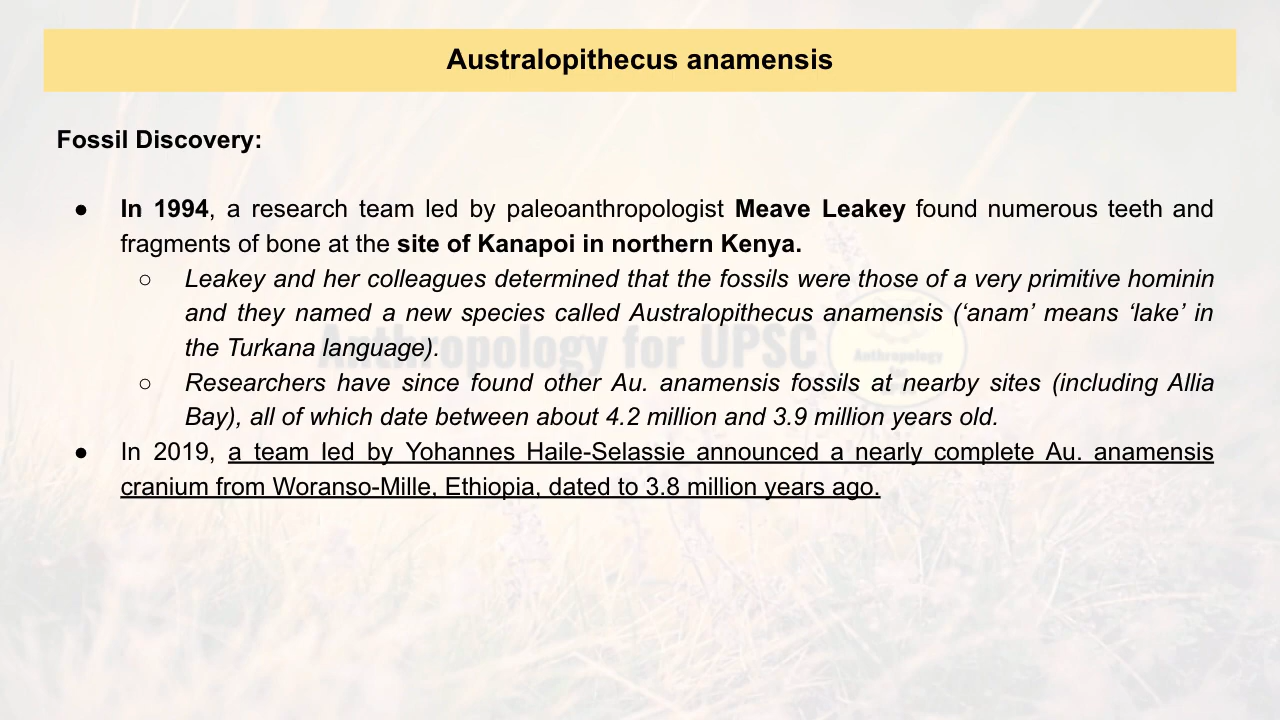 Australopithecus anamensis
Fossil Discovery:
● In 1994, a research team led by paleoanthropologist Meave Leakey found numerous teeth and
fragments of bone at the site of Kanapoi in northern Kenya.
○ Leakey and her colleagues determined that the fossils were those of a very primitive hominin
and they named a new species called Australopithecus anamensis (‘anam’ means ‘lake’ in
the Turkana language).
○ Researchers have since found other Au. anamensis fossils at nearby sites (including Allia
Bay), all of which date between about 4.2 million and 3.9 million years old.
● In 2019, a team led by Yohannes Haile-Selassie announced a nearly complete Au. anamensis
cranium from Woranso-Mille, Ethiopia, dated to 3.8 million years ago.
Anthropology for UPSC
Anthropology